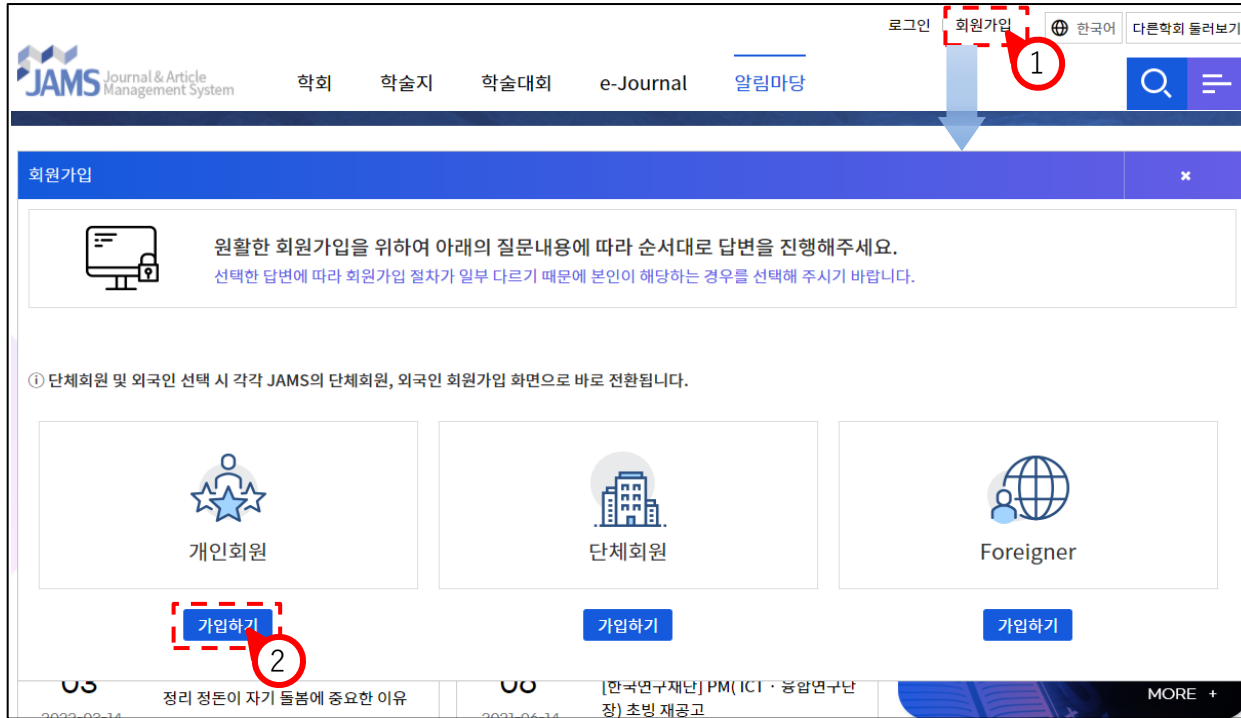 로그인 회원가입 한국어 다른학회 둘러보기
1
JAMS Journal & Article
Management System
학회 학술지 학술대회 e-Journal 알림마당
회원가입
원활한 회원가입을 위하여 아래의 질문내용에 따라 순서대로 답변을 진행해주세요.
선택한 답변에 따라 회원가입 절차가 일부 다르기 때문에 본인이 해당하는 경우를 선택해 주시기 바랍니다.
단체회원 및 외국인 선택 시 각각 JAMS의 단체회원, 외국인 회원가입 화면으로 바로 전환됩니다.
개인회원 단체회원 Foreigner
가입하기 가입하기 가입하기
2
03 정리 정돈이 자기 돌봄에 중요한 이유
[한국연구재단] PM( ICT · 융합연구단
장) 초빙 재공고
MORE +